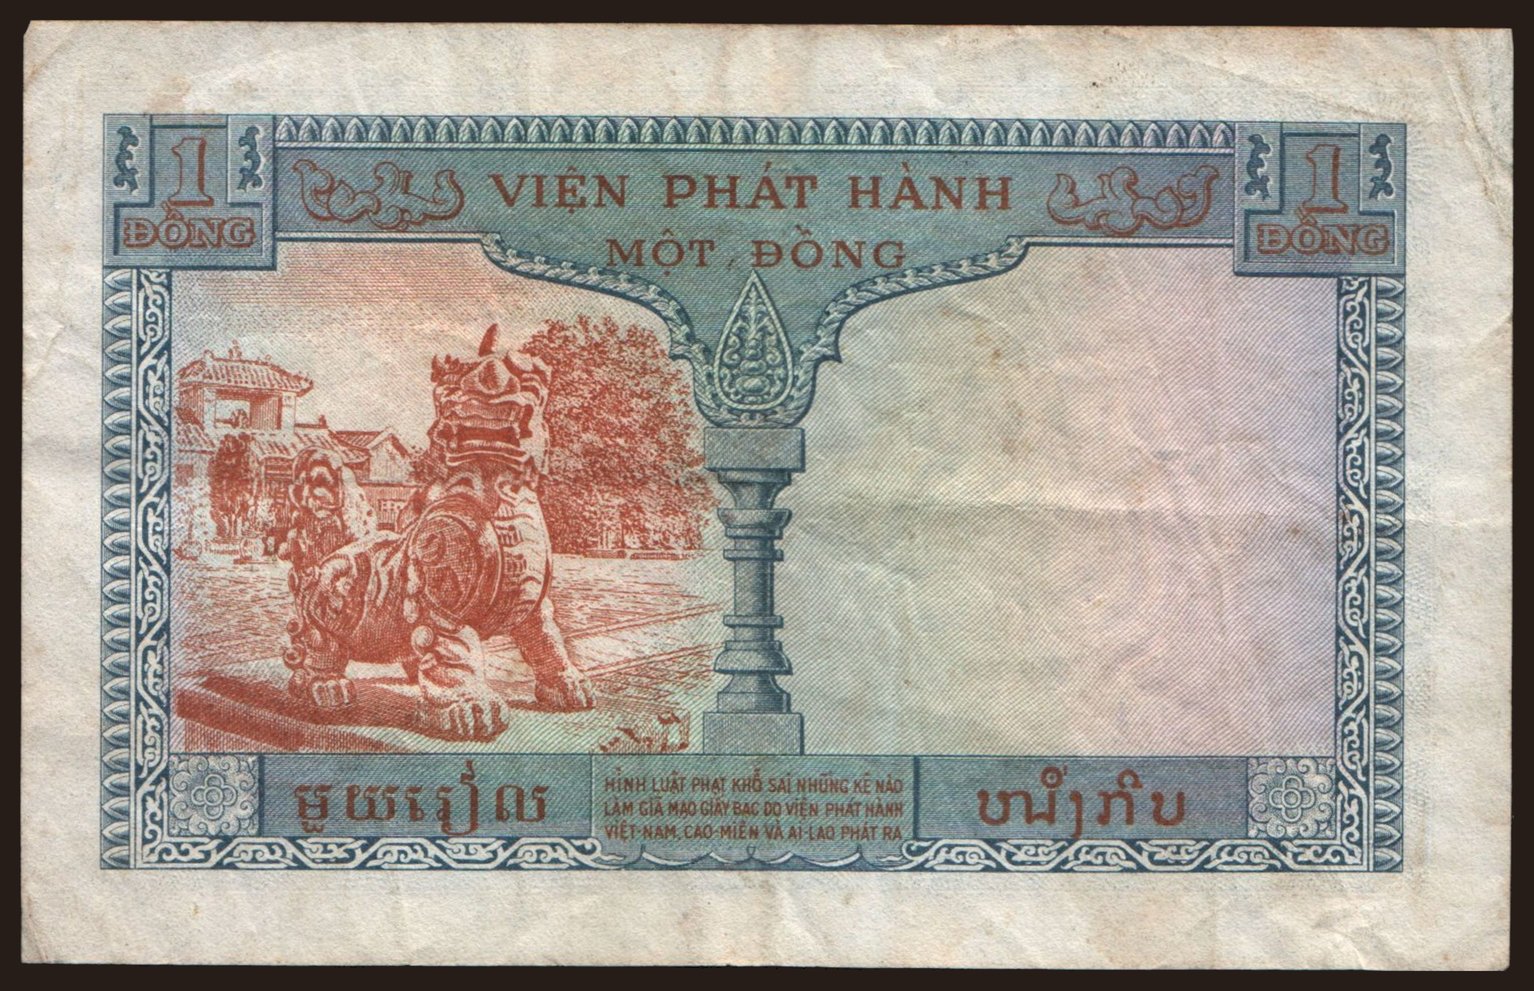 1
ĐỒNG
VIỆN PHÁT HÀNH
MỘT ĐỒNG
1
ĐỒNG
មួយរៀល
HÌNH LUẬT PHẠT KHỔ SAI NHỮNG KẺ NÀO
LÀM GIẢ MẠO GIẤY BẠC DO VIỆN PHÁT HÀNH
VIỆT-NAM, CAO-MIÊN VÀ AI-LAO PHÁT RA
ໜຶ່ງກີບ